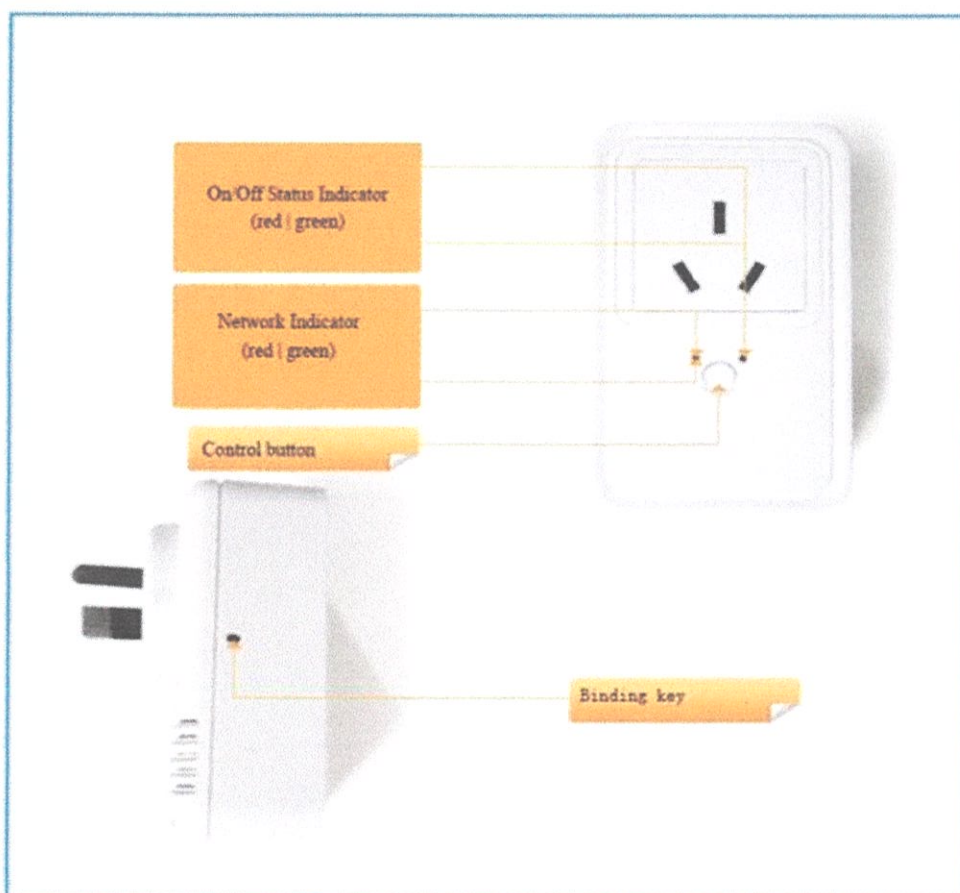 On/Off Status Indicator
(red | green)
Network Indicator
(red | green)
Control button
Binding key